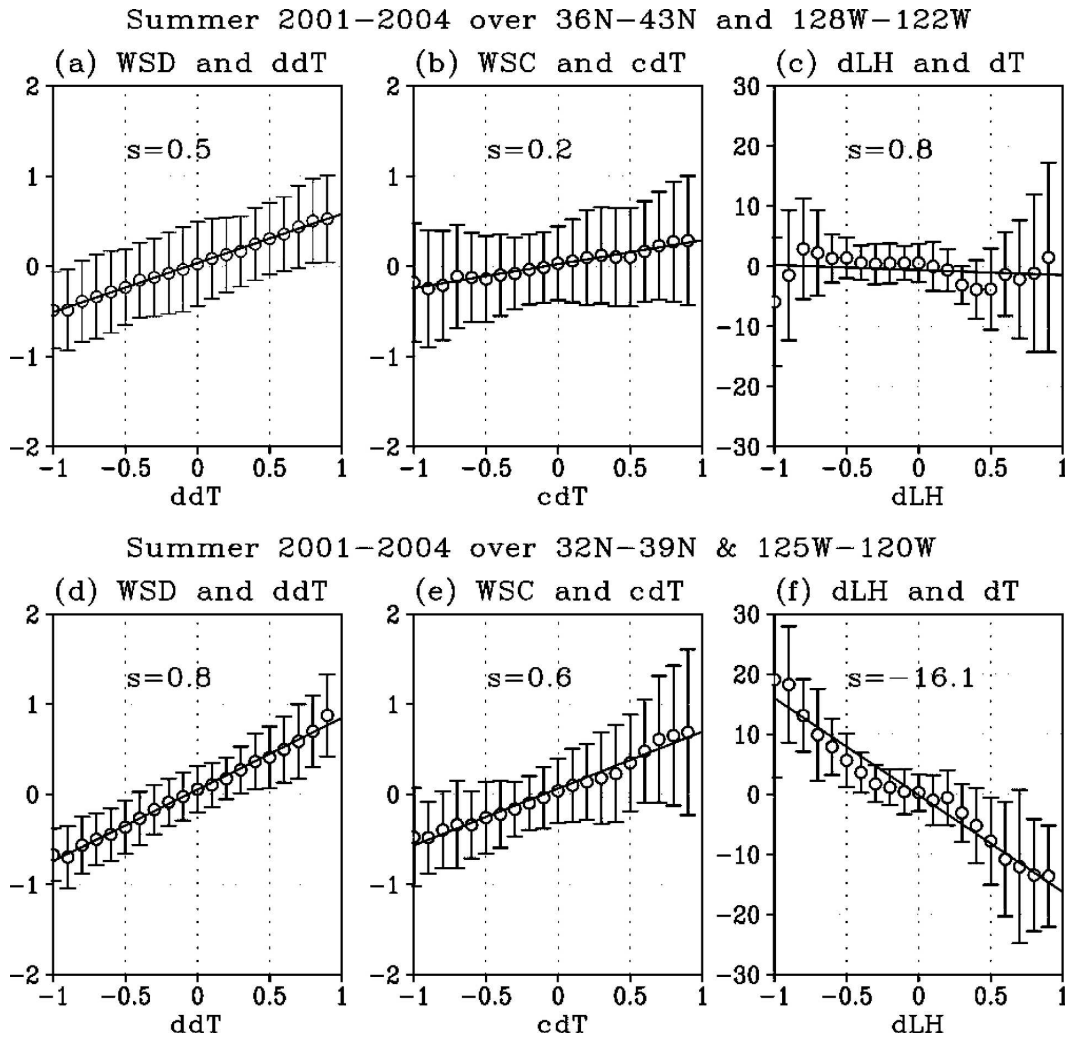 Summer 2001-2004 over 36N-43N and 128W-122W
(a) WSD and ddT (b) WSC and cdT (c) dLH and dT
2 2 30
s=0.5 s=0.2 s=0.8
20
1 1
10
0 0 0
-10
-1 -1
-20
-2 -2 -30
-1 -0.5 0 0.5 1 -1 -0.5 0 0.5 1 -1 -0.5 0 0.5 1
ddT cdT dLH
Summer 2001-2004 over 32N-39N & 125W-120W
(d) WSD and ddT (e) WSC and cdT (f) dLH and dT
2 2 30
s=0.8 s=0.6 s=-16.1
20
1 1
10
0 0 0
-10
-1 -1
-20
-2 -2 -30
-1 -0.5 0 0.5 1 -1 -0.5 0 0.5 1 -1 -0.5 0 0.5 1
ddT cdT dLH